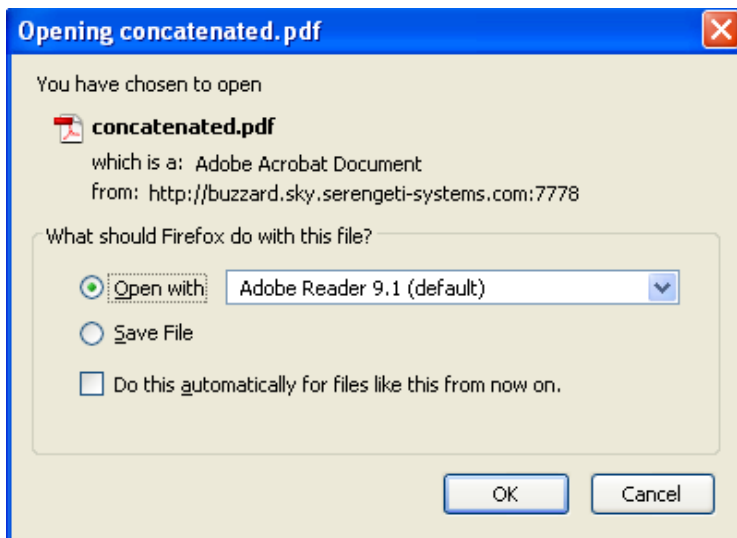 Opening concatenated.pdf
You have chosen to open
concatenated.pdf
which is a: Adobe Acrobat Document
from: http://buzzard.sky.serengeti-systems.com:7778
What should Firefox do with this file?
Open with Adobe Reader 9.1 (default)
Save File
Do this automatically for files like this from now on.
OK Cancel